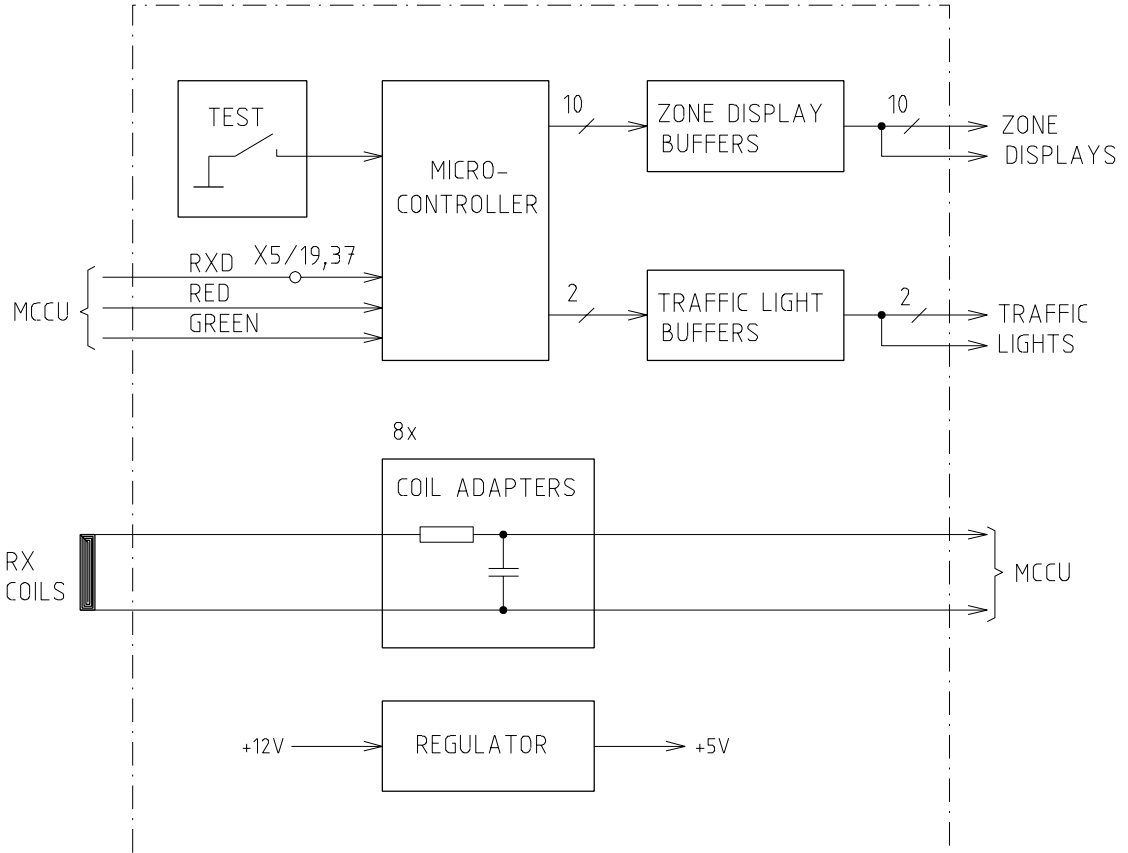 TEST
MICRO-
CONTROLLER
10
ZONE DISPLAY
BUFFERS
10
ZONE
DISPLAYS
MCCU
RXD
X5/19,37
RED
GREEN
2
TRAFFIC LIGHT
BUFFERS
2
TRAFFIC
LIGHTS
8x
COIL ADAPTERS
RX
COILS
MCCU
+12V
REGULATOR
+5V